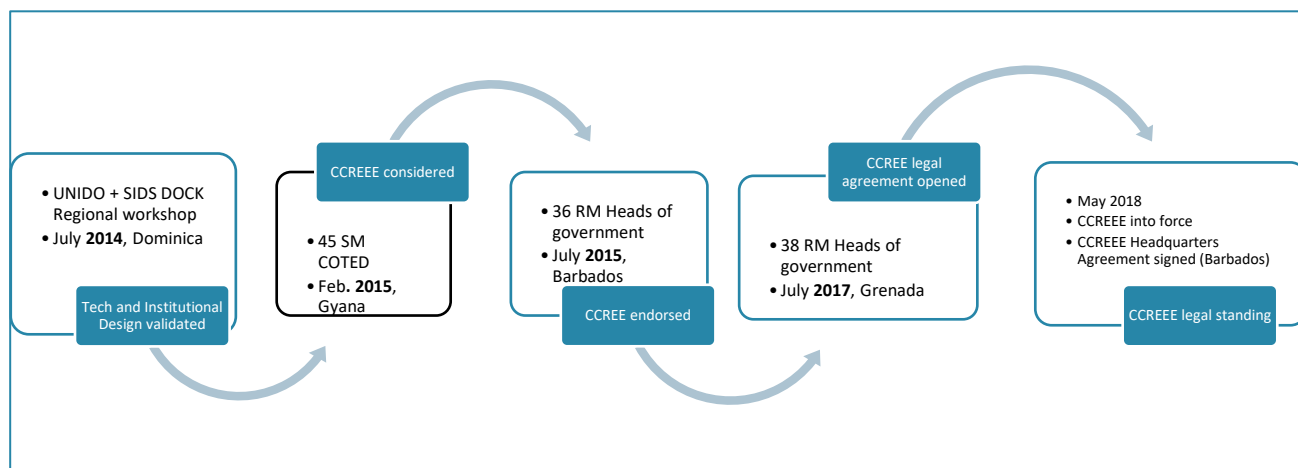 • UNIDO + SIDS DOCK
Regional workshop
• July 2014, Dominica
Tech and Institutional
Design validated
CCREEE considered
• 45 SM
COTED
• Feb. 2015,
Gyana
• 36 RM Heads of
government
• July 2015,
Barbados
CCREE endorsed
CCREE legal
agreement opened
• 38 RM Heads of
government
• July 2017, Grenada
• May 2018
• CCREEE into force
• CCREEE Headquarters
Agreement signed (Barbados)
CCREEE legal standing